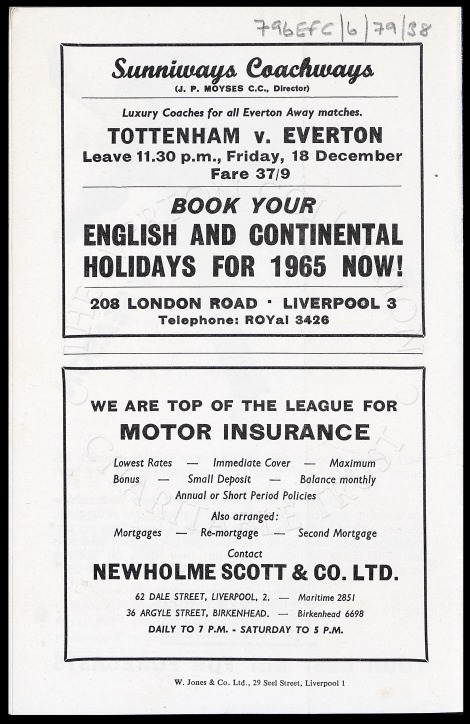 796EFC/6/79/38
Sunniways Coachways
(J. P. MOYSES C.C., Director)
Luxury Coaches for all Everton Away matches.
TOTTENHAM v. EVERTON
Leave 11.30 p.m., Friday, 18 December
Fare 37/9
BOOK YOUR
ENGLISH AND CONTINENTAL
HOLIDAYS FOR 1965 NOW!
208 LONDON ROAD · LIVERPOOL 3
Telephone: ROYal 3426
WE ARE TOP OF THE LEAGUE FOR
MOTOR INSURANCE
Lowest Rates — Immediate Cover — Maximum
Bonus — Small Deposit — Balance monthly
Annual or Short Period Policies
Also arranged:
Mortgages — Re-mortgage — Second Mortgage
Contact
NEWHOLME SCOTT & CO. LTD.
62 DALE STREET, LIVERPOOL, 2. — Maritime 2851
36 ARGYLE STREET, BIRKENHEAD. — Birkenhead 6698
DAILY TO 7 P.M. - SATURDAY TO 5 P.M.
W. Jones & Co. Ltd., 29 Seel Street, Liverpool 1